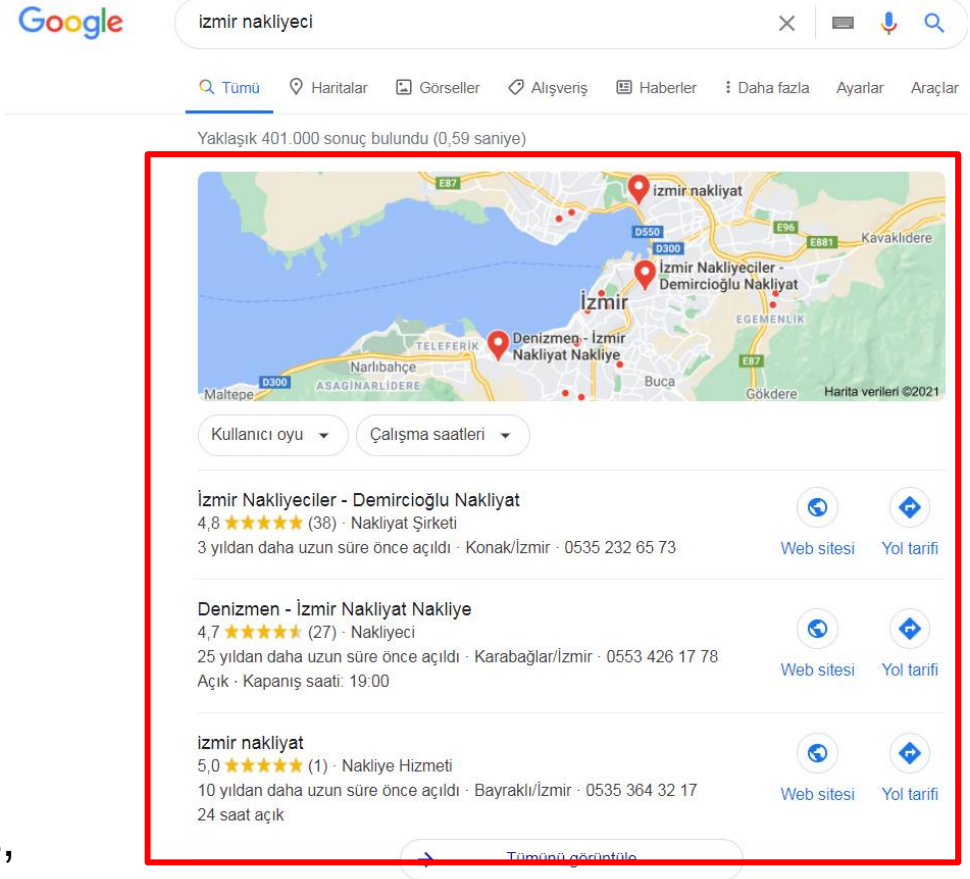 Google
izmir nakliyeci
Tümü Haritalar Görseller Alışveriş Haberler Daha fazla Ayarlar Araçlar
Yaklaşık 401.000 sonuç bulundu (0,59 saniye)
E87
izmir nakliyat
D550
E96
E881
Kavaklıdere
D300
İzmir Nakliyeciler -
Demircioğlu Nakliyat
İzmir
EGEMENLİK
TELEFERİK
Denizmen - İzmir
Nakliyat Nakliye
E87
Narlıbahçe
Buca
D300
AŞAĞINARLIDERE
Maltepe
Gökdere
Harita verileri ©2021
Kullanıcı oyu
Çalışma saatleri
İzmir Nakliyeciler - Demircioğlu Nakliyat
4,8 (38) · Nakliyat Şirketi
3 yıldan daha uzun süre önce açıldı · Konak/İzmir · 0535 232 65 73
Web sitesi Yol tarifi
Denizmen - İzmir Nakliyat Nakliye
4,7 (27) · Nakliyeci
25 yıldan daha uzun süre önce açıldı · Karabağlar/İzmir · 0553 426 17 78
Açık · Kapanış saati: 19:00
Web sitesi Yol tarifi
izmir nakliyat
5,0 (1) · Nakliye Hizmeti
10 yıldan daha uzun süre önce açıldı · Bayraklı/İzmir · 0535 364 32 17
24 saat açık
Web sitesi Yol tarifi
Tümünü görüntüle
,